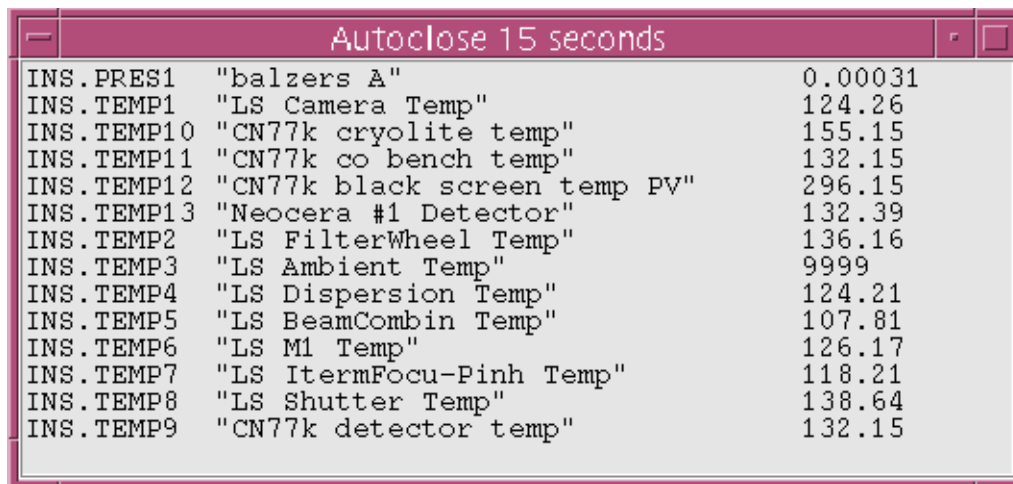 Autoclose 15 seconds
INS.PRES1 "balzers A" 0.00031
INS.TEMP1 "LS Camera Temp" 124.26
INS.TEMP10 "CN77k cryolite temp" 155.15
INS.TEMP11 "CN77k co bench temp" 132.15
INS.TEMP12 "CN77k black screen temp PV" 296.15
INS.TEMP13 "Neocera #1 Detector" 132.39
INS.TEMP2 "LS FilterWheel Temp" 136.16
INS.TEMP3 "LS Ambient Temp" 9999
INS.TEMP4 "LS Dispersion Temp" 124.21
INS.TEMP5 "LS BeamCombin Temp" 107.81
INS.TEMP6 "LS M1 Temp" 126.17
INS.TEMP7 "LS ItermFocu-Pinh Temp" 118.21
INS.TEMP8 "LS Shutter Temp" 138.64
INS.TEMP9 "CN77k detector temp" 132.15